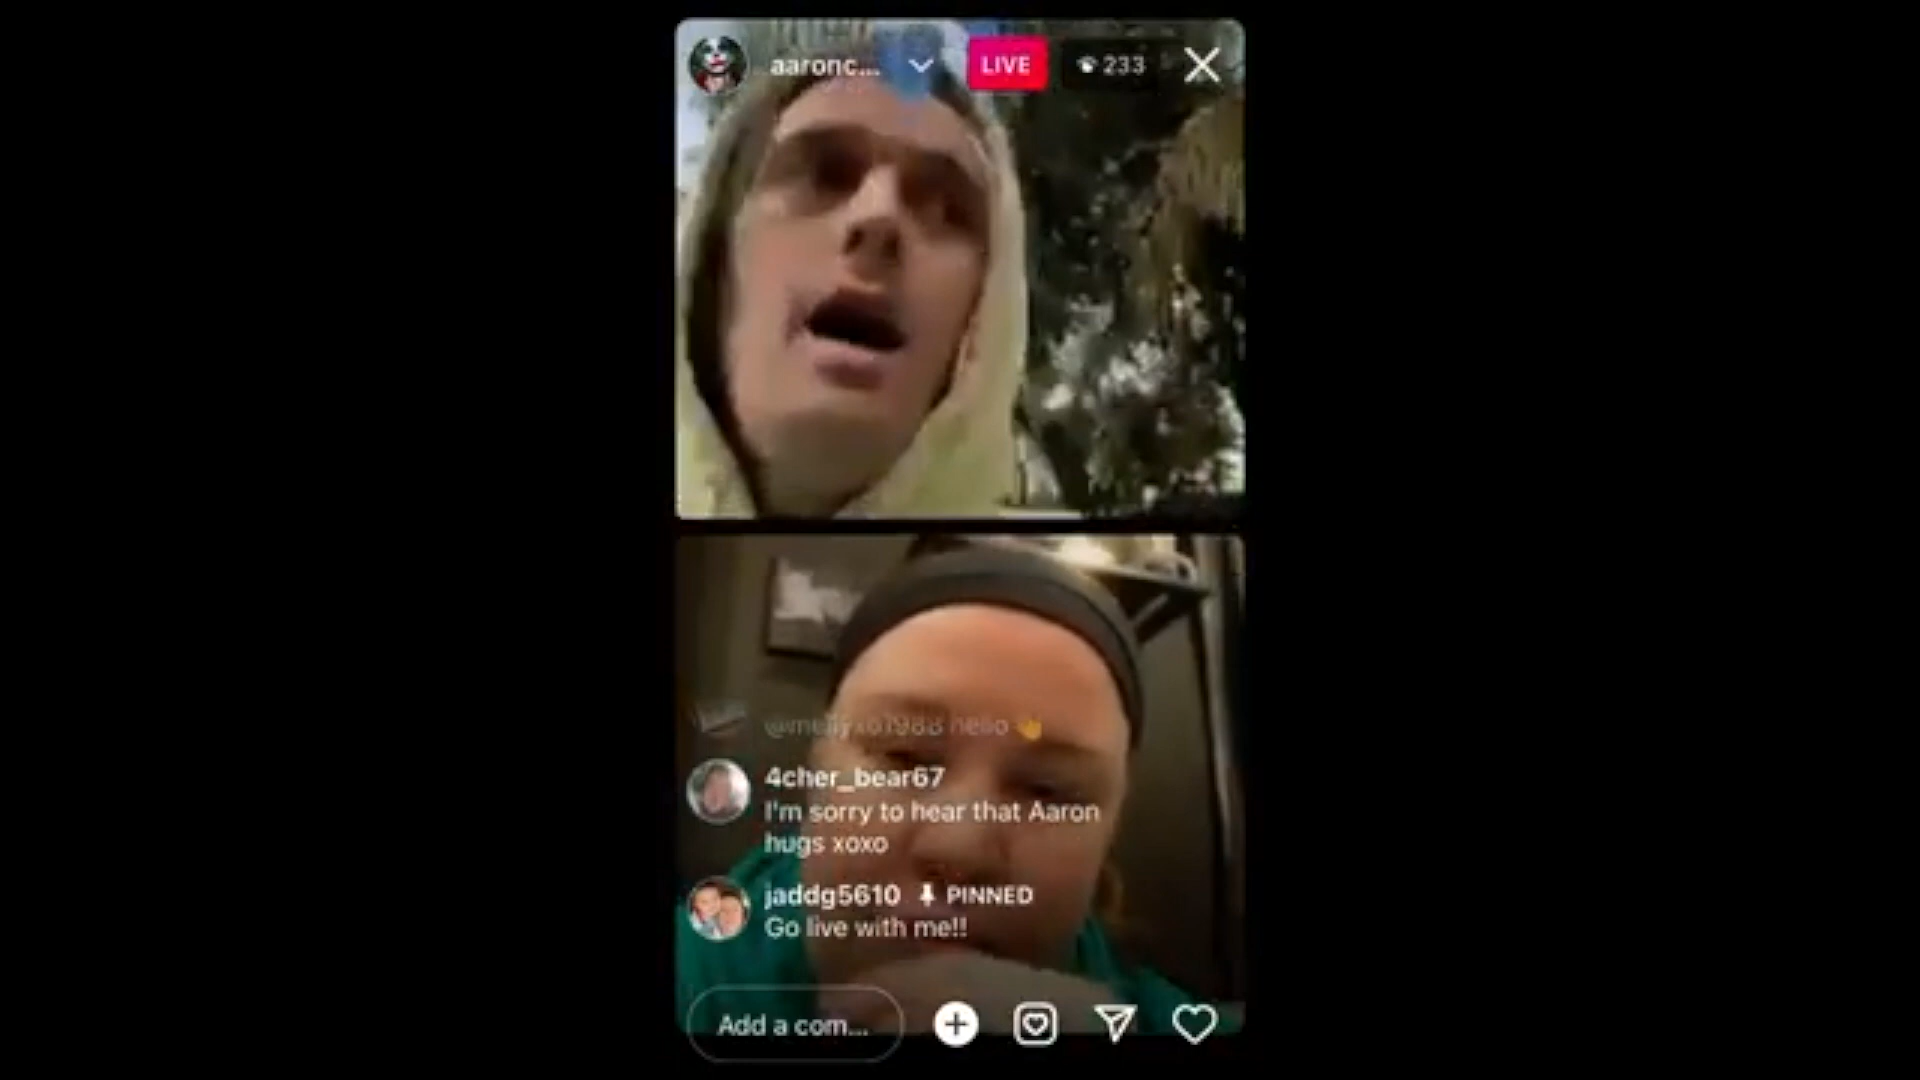 aaronc...
LIVE
233
hello 👋
4cher_bear67
I'm sorry to hear that Aaron
hugs xoxo
jaddg5610 PINNED
Go live with me!!
Add a com...